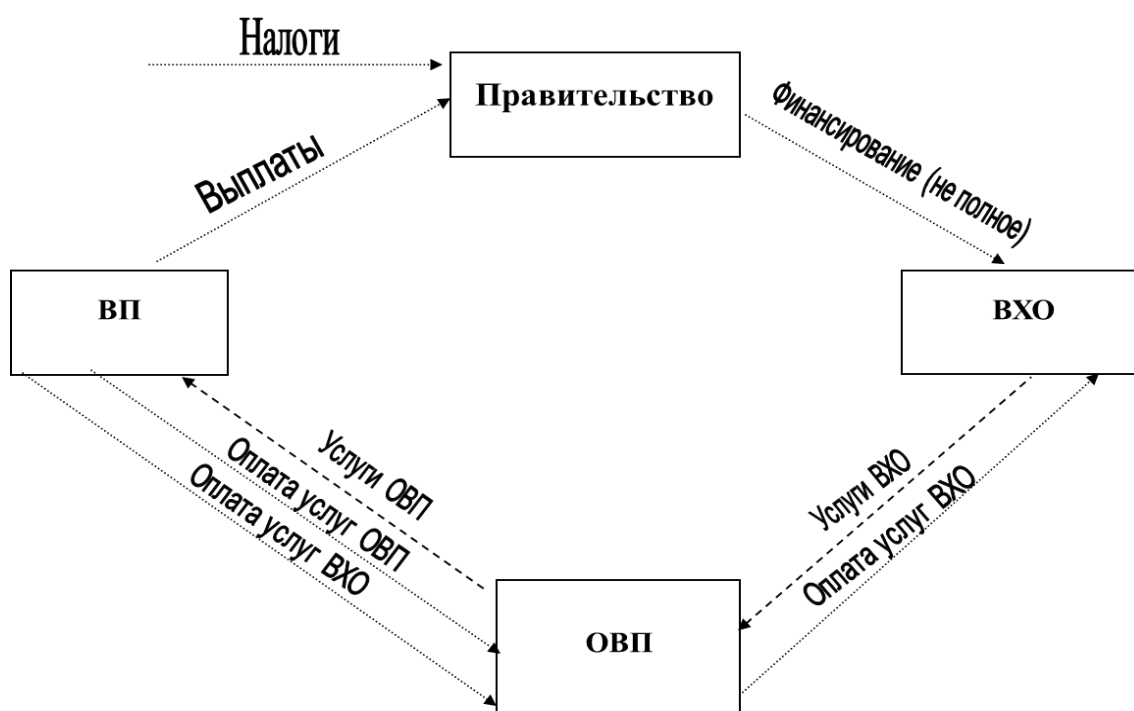 Налоги
Правительство
Выплаты
Финансирование (не полное)
ВП
ВХО
Услуги ОВП
Оплата услуг ОВП
Оплата услуг ВХО
Услуги ВХО
Оплата услуг ВХО
ОВП